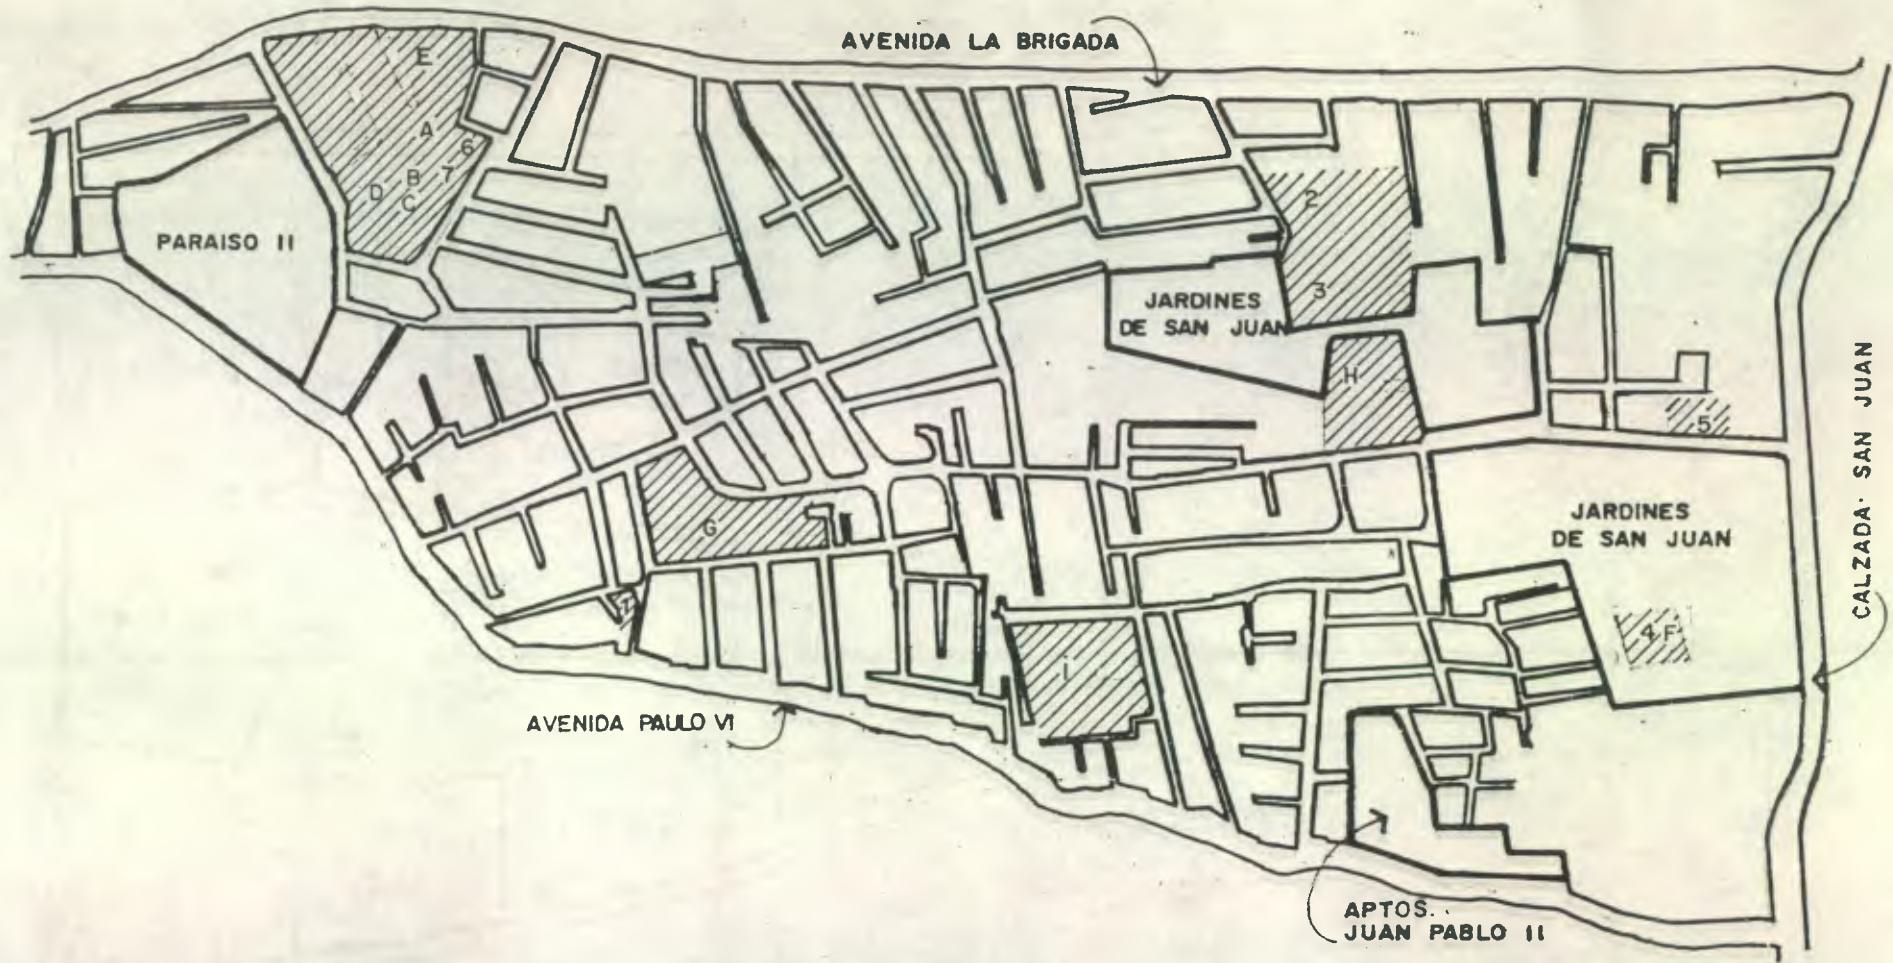 AVENIDA LA BRIGADA
E
A
6
B
7
D
C
2
PARAISO II
3
JARDINES
DE SAN JUAN
H
5
CALZADA. SAN JUAN
G
JARDINES
DE SAN JUAN
4 F
i
AVENIDA PAULO VI
APTOS.
JUAN PABLO II